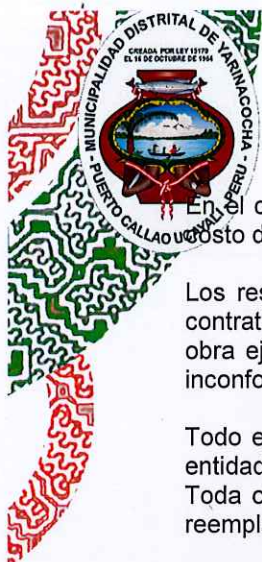 MUNICIPALIDAD DISTRITAL DE YARINACOCHA
CREADA POR LEY 15170
EL 16 DE OCTUBRE DE 1964
- PUERTO CALLAO UCAYALI PERU -
En el c
costo d
Los res
contrat
obra ej
inconfo
Todo e
entidad
Toda o
reempl